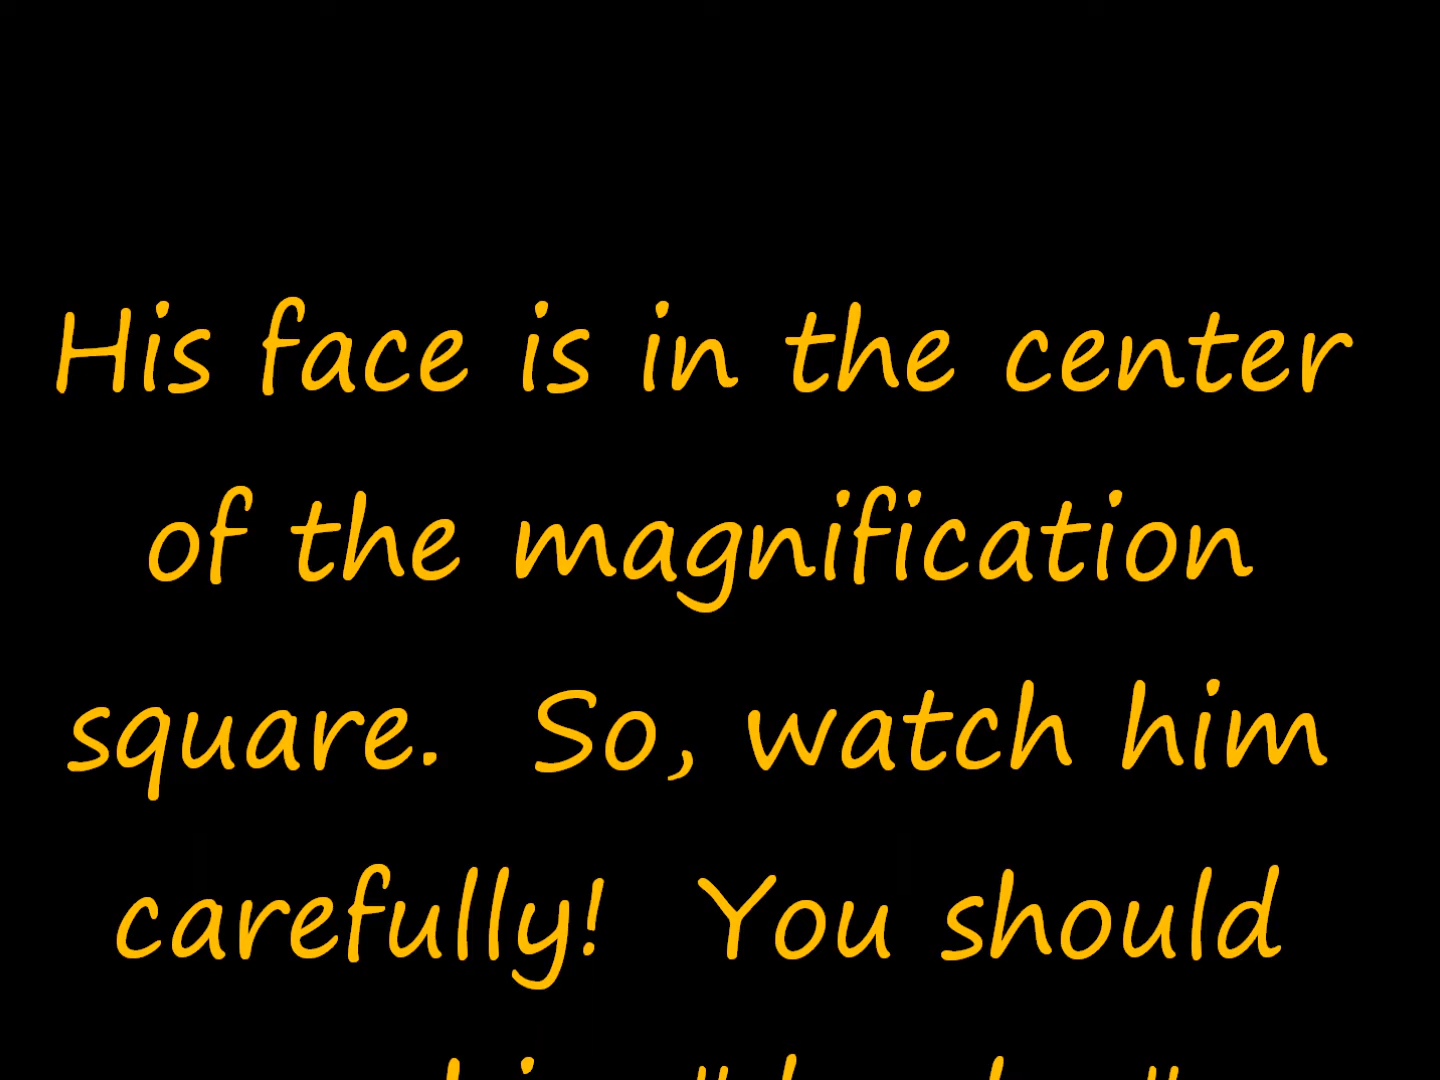 His face is in the center
of the magnification
square.  So, watch him
carefully!  You should